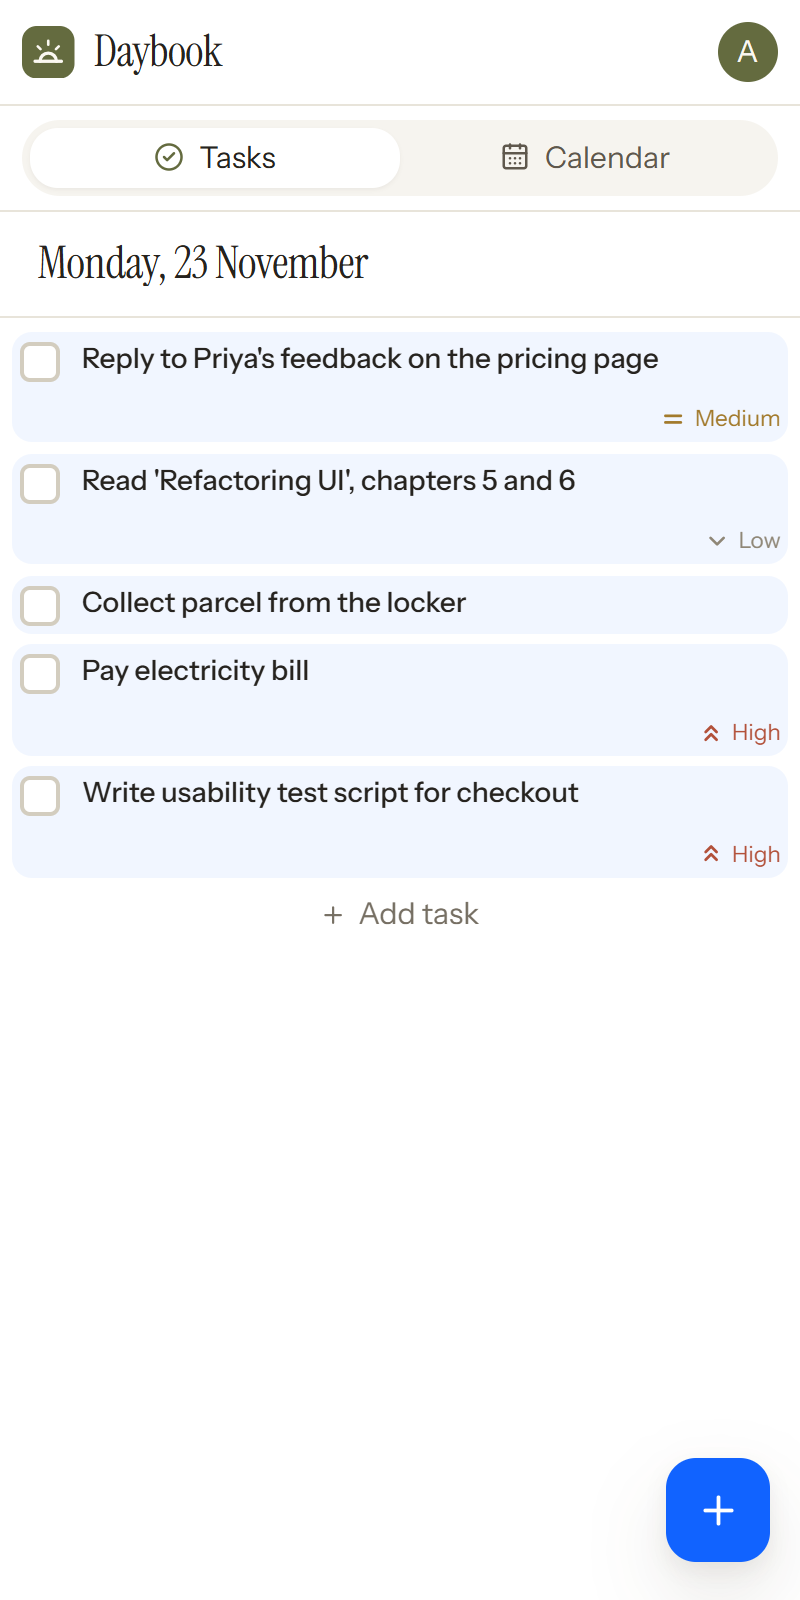 Daybook
A
Tasks
Calendar
Monday, 23 November
Reply to Priya's feedback on the pricing page
Medium
Read 'Refactoring UI', chapters 5 and 6
Low
Collect parcel from the locker
Pay electricity bill
High
Write usability test script for checkout
High
+ Add task